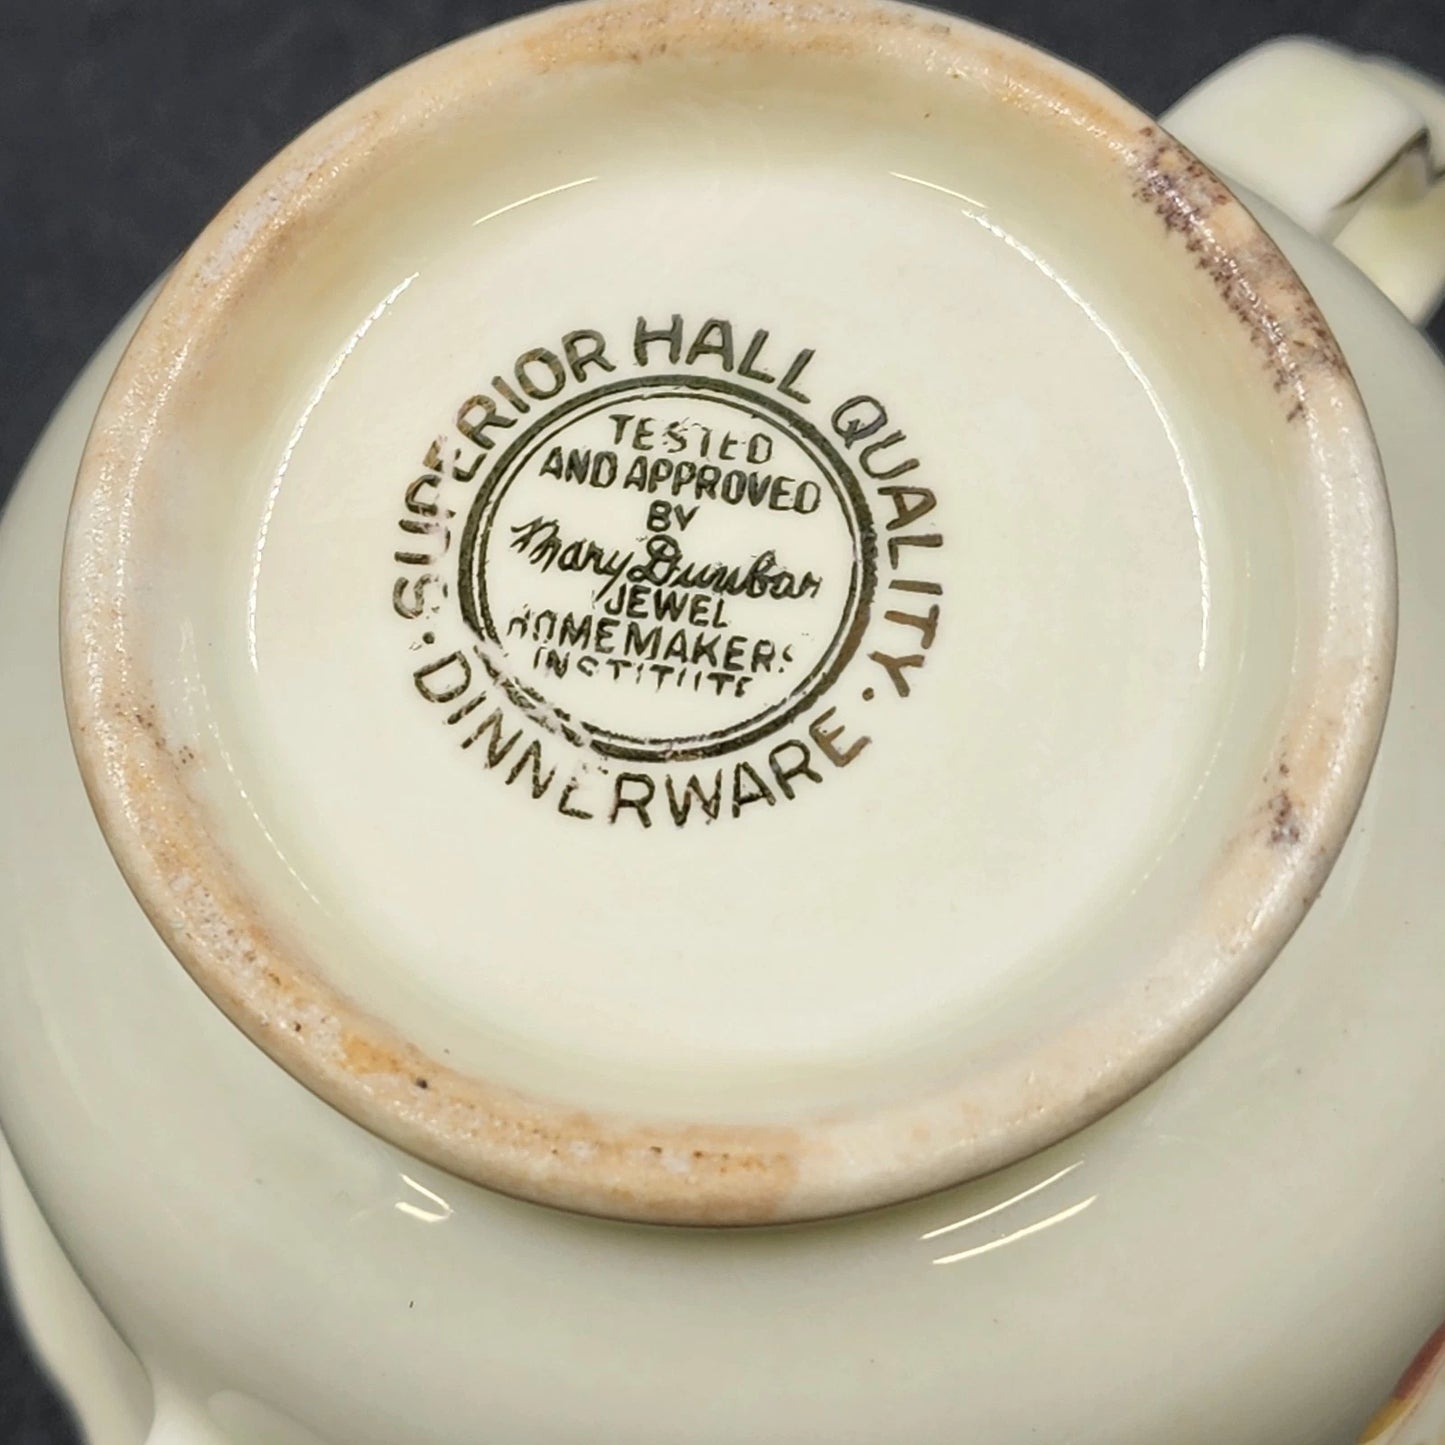 SUPERIOR HALL QUALITY
· DINNERWARE ·
TESTED
AND APPROVED
BY
Mary Dunbar
JEWEL
HOMEMAKERS
INSTITUTE